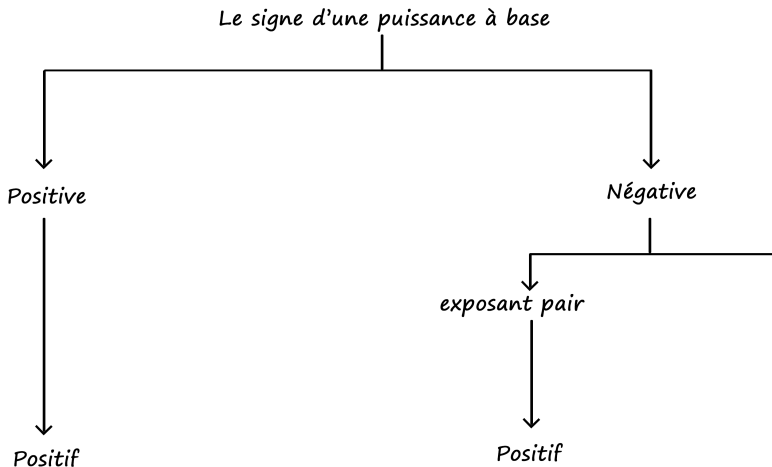 Le signe d'une puissance à base
Positive
Négative
exposant pair
Positif
Positif